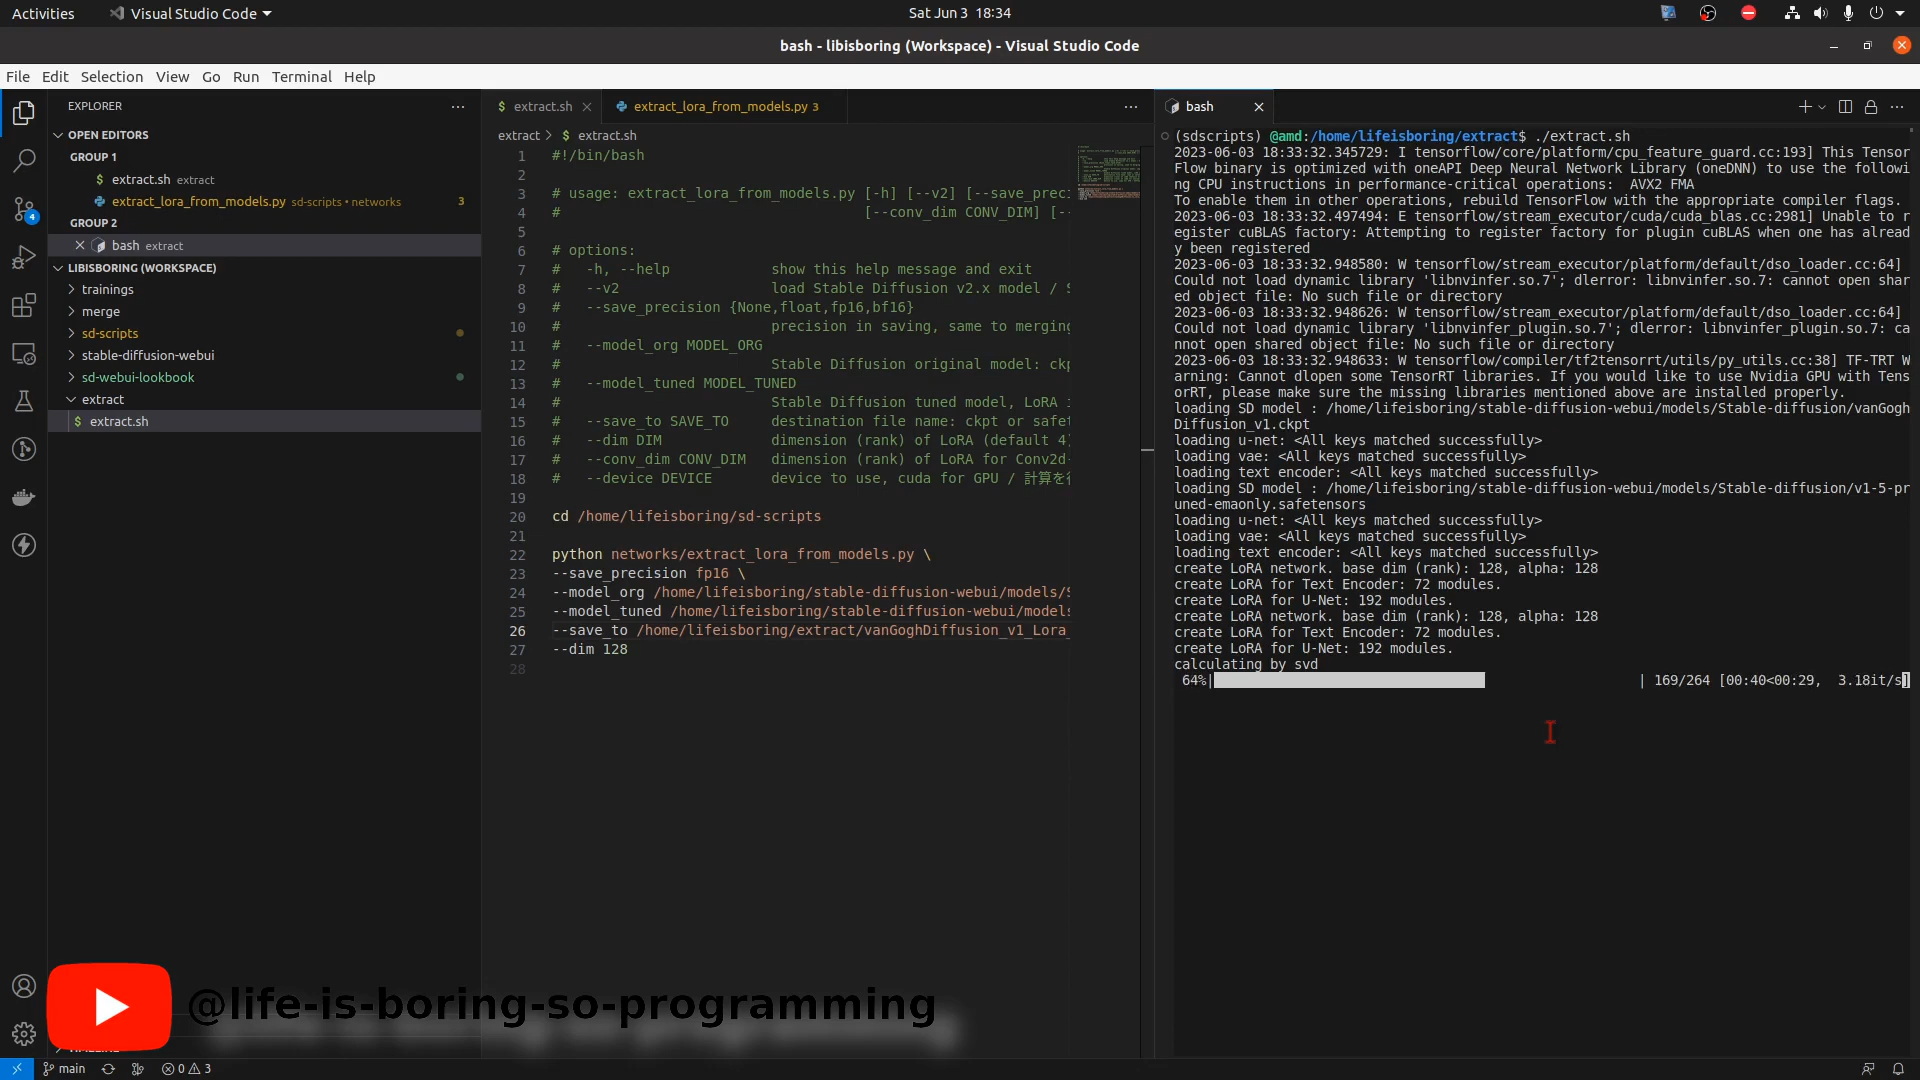 Activities
Visual Studio Code
Sat Jun 3 18:34
bash - libisboring (Workspace) - Visual Studio Code
File Edit Selection View Go Run Terminal Help
EXPLORER
OPEN EDITORS
GROUP 1
$ extract.sh extract
extract_lora_from_models.py sd-scripts • networks 3
GROUP 2
bash extract
LIBISBORING (WORKSPACE)
trainings
merge
sd-scripts
stable-diffusion-webui
sd-webui-lookbook
extract
$ extract.sh
4
$ extract.sh
extract_lora_from_models.py 3
extract > $ extract.sh
1 #!/bin/bash
2
3 # usage: extract_lora_from_models.py [-h] [--v2] [--save_preci
4 # [--conv_dim CONV_DIM] [--
5
6 # options:
7 # -h, --help show this help message and exit
8 # --v2 load Stable Diffusion v2.x model / S
9 # --save_precision {None,float,fp16,bf16}
10 # precision in saving, same to merging
11 # --model_org MODEL_ORG
12 # Stable Diffusion original model: ckp
13 # --model_tuned MODEL_TUNED
14 # Stable Diffusion tuned model, LoRA i
15 # --save_to SAVE_TO destination file name: ckpt or safet
16 # --dim DIM dimension (rank) of LoRA (default 4)
17 # --conv_dim CONV_DIM dimension (rank) of LoRA for Conv2d-
18 # --device DEVICE device to use, cuda for GPU / 計算を行
19
20 cd /home/lifeisboring/sd-scripts
21
22 python networks/extract_lora_from_models.py \
23 --save_precision fp16 \
24 --model_org /home/lifeisboring/stable-diffusion-webui/models/S
25 --model_tuned /home/lifeisboring/stable-diffusion-webui/models
26 --save_to /home/lifeisboring/extract/vanGoghDiffusion_v1_Lora_
27 --dim 128
28
bash
(sdscripts) @amd:/home/lifeisboring/extract$ ./extract.sh
2023-06-03 18:33:32.345729: I tensorflow/core/platform/cpu_feature_guard.cc:193] This Tensor
Flow binary is optimized with oneAPI Deep Neural Network Library (oneDNN) to use the followi
ng CPU instructions in performance-critical operations:  AVX2 FMA
To enable them in other operations, rebuild TensorFlow with the appropriate compiler flags.
2023-06-03 18:33:32.497494: E tensorflow/stream_executor/cuda/cuda_blas.cc:2981] Unable to r
egister cuBLAS factory: Attempting to register factory for plugin cuBLAS when one has alread
y been registered
2023-06-03 18:33:32.948580: W tensorflow/stream_executor/platform/default/dso_loader.cc:64]
Could not load dynamic library 'libnvinfer.so.7'; dlerror: libnvinfer.so.7: cannot open shar
ed object file: No such file or directory
2023-06-03 18:33:32.948626: W tensorflow/stream_executor/platform/default/dso_loader.cc:64]
Could not load dynamic library 'libnvinfer_plugin.so.7'; dlerror: libnvinfer_plugin.so.7: ca
nnot open shared object file: No such file or directory
2023-06-03 18:33:32.948633: W tensorflow/compiler/tf2tensorrt/utils/py_utils.cc:38] TF-TRT W
arning: Cannot dlopen some TensorRT libraries. If you would like to use Nvidia GPU with Tens
orRT, please make sure the missing libraries mentioned above are installed properly.
loading SD model : /home/lifeisboring/stable-diffusion-webui/models/Stable-diffusion/vanGogh
Diffusion_v1.ckpt
loading u-net: <All keys matched successfully>
loading vae: <All keys matched successfully>
loading text encoder: <All keys matched successfully>
loading SD model : /home/lifeisboring/stable-diffusion-webui/models/Stable-diffusion/v1-5-pr
uned-emaonly.safetensors
loading u-net: <All keys matched successfully>
loading vae: <All keys matched successfully>
loading text encoder: <All keys matched successfully>
create LoRA network. base dim (rank): 128, alpha: 128
create LoRA for Text Encoder: 72 modules.
create LoRA for U-Net: 192 modules.
create LoRA network. base dim (rank): 128, alpha: 128
create LoRA for Text Encoder: 72 modules.
create LoRA for U-Net: 192 modules.
calculating by svd
64%| | 169/264 [00:40<00:29, 3.18it/s]
@life-is-boring-so-programming
main
0 3